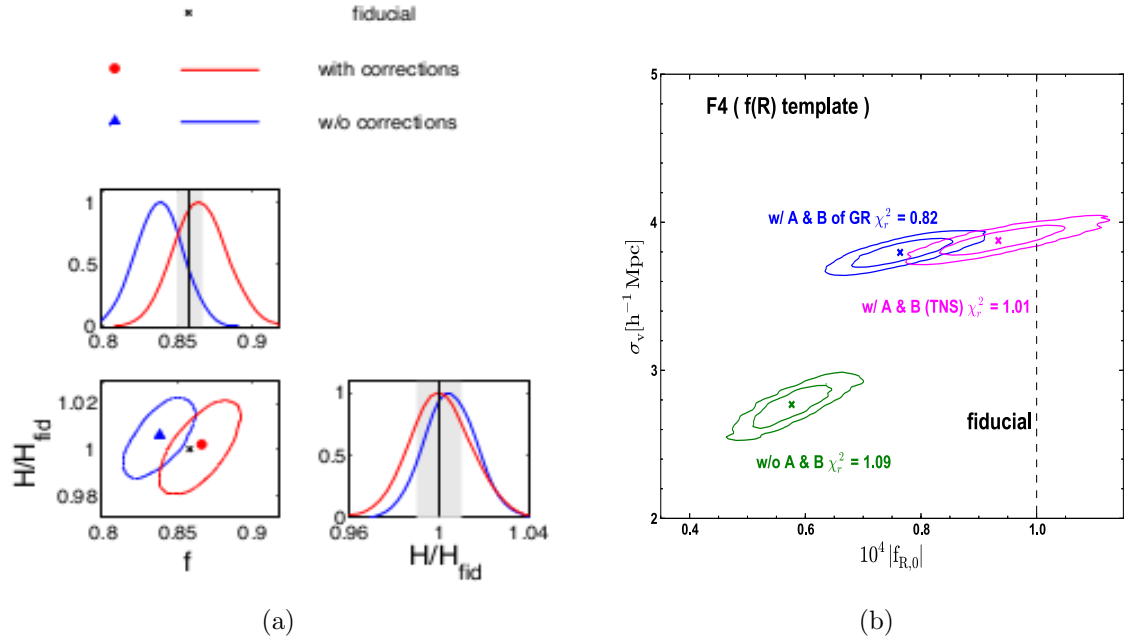 fiducial
with corrections
w/o corrections
1
0.5
0
0.8
0.85
0.9
1.02
1
0.98
H/H_fid
0.8
0.85
0.9
f
1
0.5
0
0.96
1
1.04
H/H_fid
(a)
5
4
3
2
σ_v[h^{-1} Mpc]
F4 ( f(R) template )
w/ A & B of GR χ_r^2 = 0.82
w/ A & B (TNS) χ_r^2 = 1.01
fiducial
w/o A & B χ_r^2 = 1.09
0.4
0.6
0.8
1.0
10^4 |f_{R,0}|
(b)